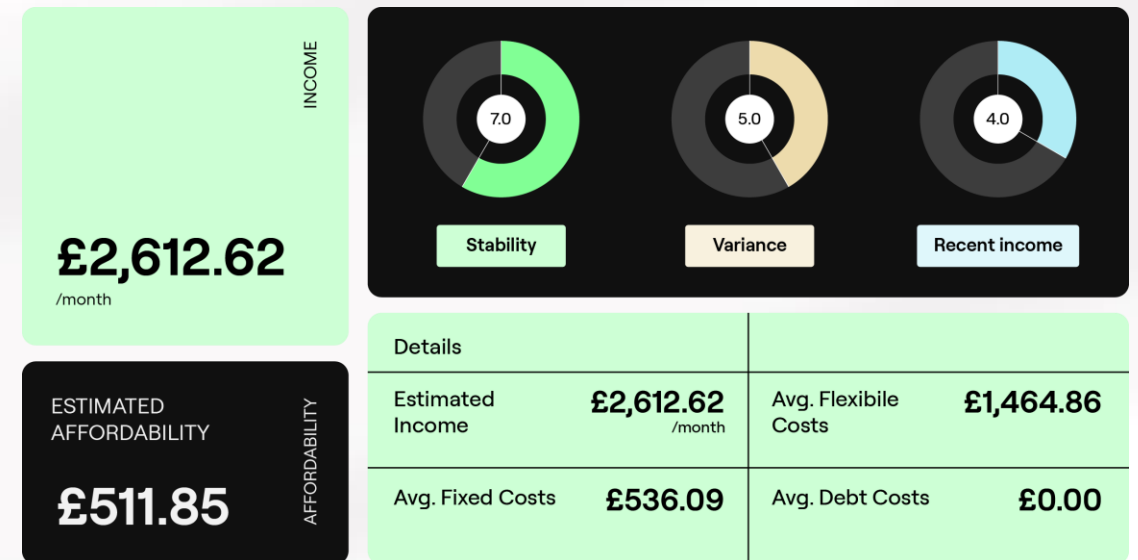 INCOME
£2,612.62
/month
ESTIMATED
AFFORDABILITY
AFFORDABILITY
£511.85
7.0
5.0
4.0
Stability
Variance
Recent income
Details
Estimated
Income
£2,612.62
/month
Avg. Flexibile
Costs
£1,464.86
Avg. Fixed Costs
£536.09
Avg. Debt Costs
£0.00